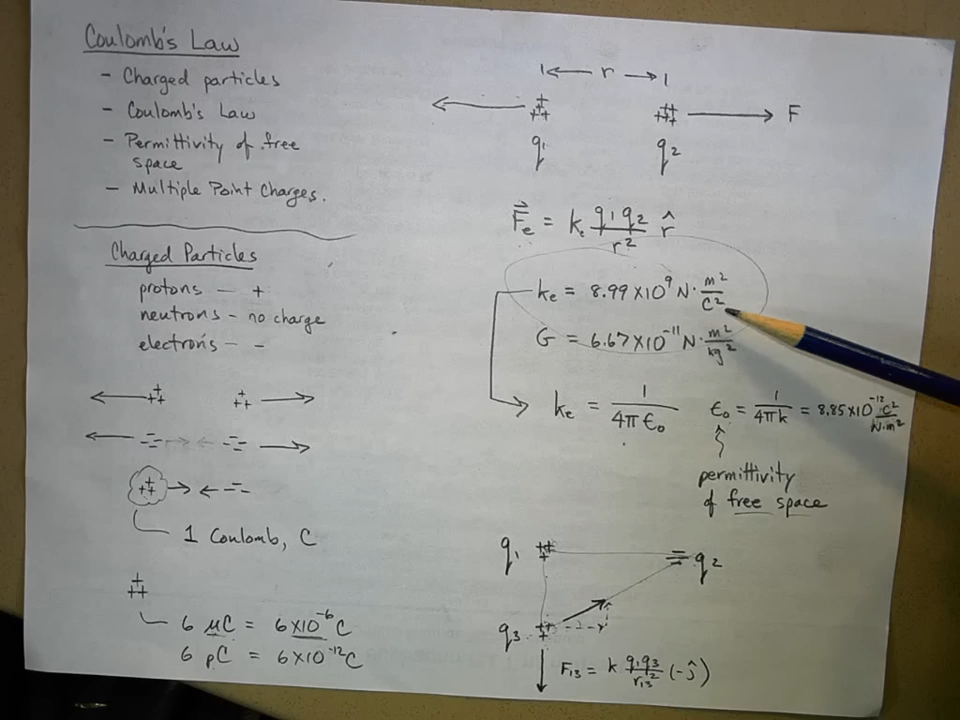 Coulomb's Law
- Charged particles
- Coulomb's Law
- Permittivity of free
space
- Multiple Point Charges.
Charged Particles
protons - +
neutrons - no charge
electrons - -
++ +
++ +
-- -
-- -
++ +
-- -
1 Coulomb, C
+
++
6 μC = 6×10⁻⁶C
6 pC = 6×10⁻¹²C
r
F
q₁ q₂
F⃗e = ke q₁q₂/r² r̂
ke = 8.99×10⁹ N·m²/C²
G = 6.67×10⁻¹¹ N·m²/kg²
ke = 1/4πϵ₀ ϵ₀ = 1/4πk = 8.85×10⁻¹² C²/N·m²
permittivity
of free space
q₁ q₂
q₃
F₁₃ = k q₁q₃/r₁₃² (-ĵ)